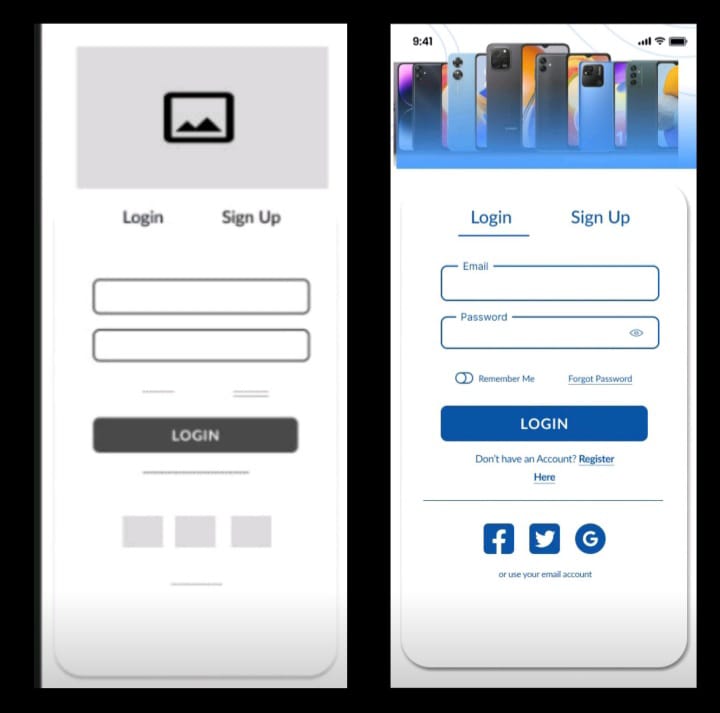 Login Sign Up
LOGIN
9:41
Login Sign Up
Email
Password
Remember Me Forgot Password
LOGIN
Don't have an Account? Register
Here
or use your email account